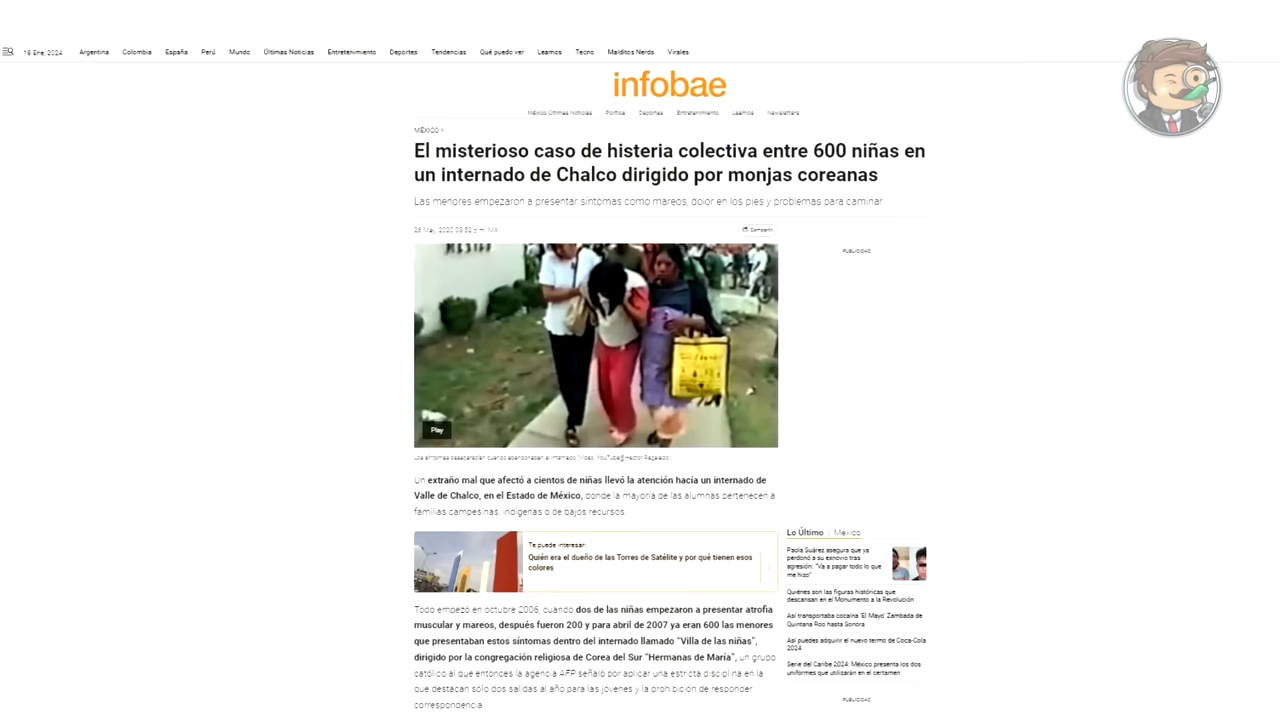 18 Ene, 2024
Argentina Colombia España Perú Mundo Últimas Noticias Entretenimiento Deportes Tendencias Qué puedo ver Leamos Tecno Malditos Nerds Virales
infobae
México Últimas Noticias Política Deportes Entretenimiento Leamos Newsletters
MÉXICO >
El misterioso caso de histeria colectiva entre 600 niñas en
un internado de Chalco dirigido por monjas coreanas
Las menores empezaron a presentar síntomas como mareos, dolor en los pies y problemas para caminar
Compartir
PUBLICIDAD
Play
Los síntomas desaparecían cuando abandonaban el internado (Video: YouTube@Hector Regalado)
Un extraño mal que afectó a cientos de niñas llevó la atención hacía un internado de
Valle de Chalco, en el Estado de México, donde la mayoría de las alumnas pertenecen a
familias campesinas, indígenas o de bajos recursos.
Te puede interesar:
Quién era el dueño de las Torres de Satélite y por qué tienen esos
colores
Todo empezó en octubre 2006, cuando dos de las niñas empezaron a presentar atrofia
muscular y mareos, después fueron 200 y para abril de 2007 ya eran 600 las menores
que presentaban estos síntomas dentro del internado llamado "Villa de las niñas",
dirigido por la congregación religiosa de Corea del Sur "Hermanas de María", un grupo
católico al que entonces la agencia AFP señaló por aplicar una estricta disciplina en la
que destacan sólo dos salidas al año para las jóvenes y la prohibición de responder
correspondencia
Lo Último | México
Paola Suárez asegura que ya
perdonó a su exnovio tras
agresión: "Va a pagar todo lo que
me hizo"
Quiénes son las figuras históricas que
descansan en el Monumento a la Revolución
Así transportaba cocaína 'El Mayo' Zambada de
Quintana Roo hasta Sonora
Así puedes adquirir el nuevo termo de Coca-Cola
2024
Serie del Caribe 2024: México presenta los dos
uniformes que utilizarán en el certamen
PUBLICIDAD